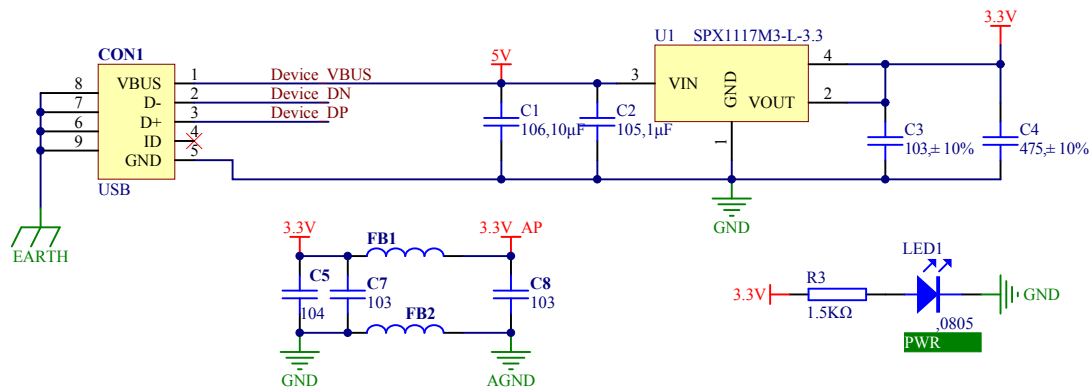 3.3V
U1 SPX1117M3-L-3.3
CON1
5V
8 VBUS 1 Device_VBUS
7 D- 2 Device_DN
6 D+ 3 Device_DP
9 ID 4
GND 5
USB
C1
106,10μF
C2
105,1μF
3 VIN GND VOUT 4
2
1
C3
103,±10%
C4
475,±10%
GND
EARTH
3.3V FB1 3.3V_AP
C5
104
C7
103
C8
103
FB2
GND AGND
LED1
R3
3.3V
1.5KΩ
GND
,0805
PWR